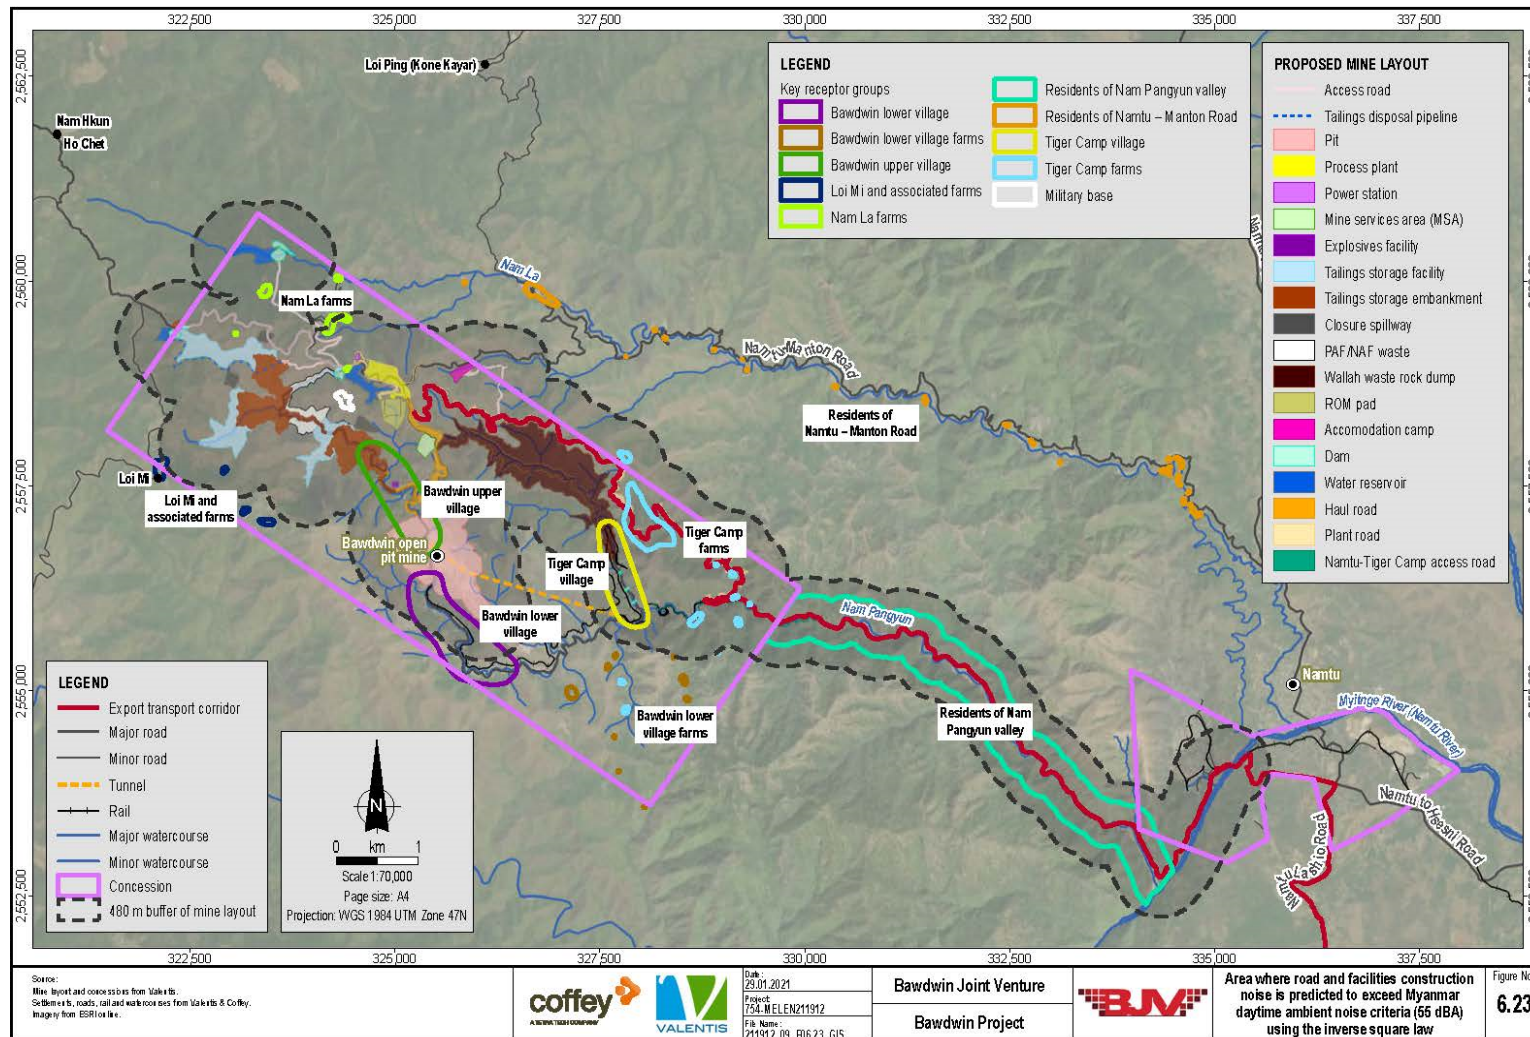 322,500
325,000
327,500
330,000
332,500
335,000
337,500
2,562,500
2,560,000
2,557,500
2,555,000
2,552,500
Loi Ping (Kone Kayar)
Nam Hkun
Ho Chet
LEGEND
Key receptor groups
Bawdwin lower village
Bawdwin lower village farms
Bawdwin upper village
Loi Mi and associated farms
Nam La farms
Residents of Nam Pangyun valley
Residents of Namtu – Manton Road
Tiger Camp village
Tiger Camp farms
Military base
PROPOSED MINE LAYOUT
Access road
Tailings disposal pipeline
Pit
Process plant
Power station
Mine services area (MSA)
Explosives facility
Tailings storage facility
Tailings storage embankment
Closure spillway
PAF/NAF waste
Wallah waste rock dump
ROM pad
Accomodation camp
Dam
Water reservoir
Haul road
Plant road
Namtu-Tiger Camp access road
Nam La
Nam La farms
Namtu-Manton Road
Residents of
Namtu – Manton Road
Loi Mi
Loi Mi and
associated farms
Bawdwin upper
village
Bawdwin open
pit mine
Tiger Camp
village
Tiger Camp
farms
Bawdwin lower
village
Nam Pangyun
Bawdwin lower
village farms
Residents of Nam
Pangyun valley
Namtu
Myitnge River (Namtu River)
Namtu to Hseni Road
Namtu Lashio Road
LEGEND
Export transport corridor
Major road
Minor road
Tunnel
Rail
Major watercourse
Minor watercourse
Concession
480 m buffer of mine layout
N
0 km 1
Scale 1:70,000
Page size: A4
Projection: WGS 1984 UTM Zone 47N
Source:
Mine layout and concessions from Valentis.
Settlements, roads, rail and watercourses from Valentis & Coffey.
Imagery from ESRI online.
coffey
A TETRA TECH COMPANY
VALENTIS
Date:
29.01.2021
Project:
754-MELEN211912
File Name:
211912_09_F06.23_GIS
Bawdwin Joint Venture
Bawdwin Project
BJV
Area where road and facilities construction
noise is predicted to exceed Myanmar
daytime ambient noise criteria (55 dBA)
using the inverse square law
Figure No
6.23